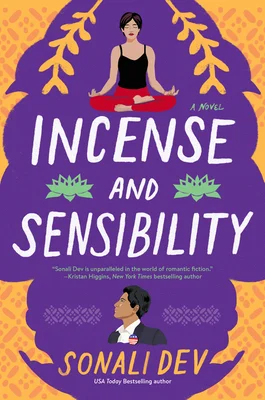 A NOVEL
INCENSE
AND
SENSIBILITY
"Sonali Dev is unparalleled in the world of romantic fiction."
—Kristan Higgins, New York Times bestselling author
SONALI DEV
USA Today Bestselling author